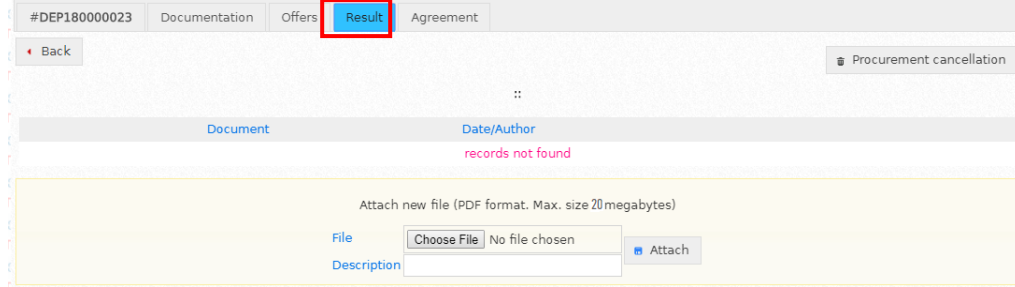 #DEP180000023 Documentation Offers Result Agreement
Back
Procurement cancellation
::
Document Date/Author
records not found
Attach new file (PDF format. Max. size 20 megabytes)
File Choose File No file chosen
Attach
Description